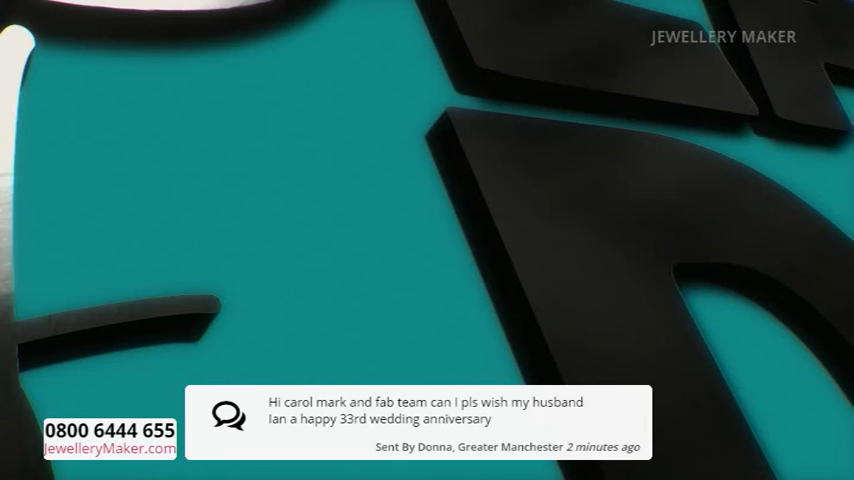 JEWELLERY MAKER
Hi carol mark and fab team can I pls wish my husband
Ian a happy 33rd wedding anniversary
Sent By Donna, Greater Manchester 2 minutes ago
0800 6444 655
JewelleryMaker.com